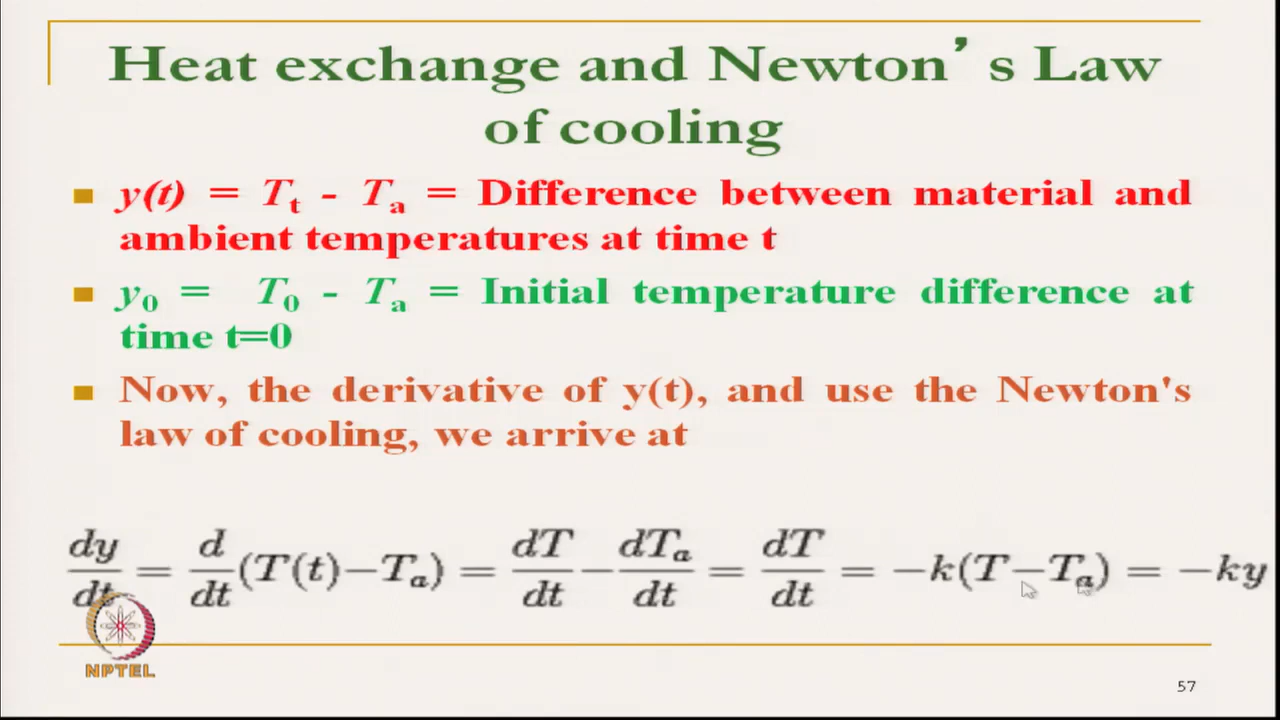 Heat exchange and Newton's Law
of cooling
y(t) = Tₜ - Tₐ = Difference between material and
ambient temperatures at time t
y₀ = T₀ - Tₐ = Initial temperature difference at
time t=0
Now, the derivative of y(t), and use the Newton's
law of cooling, we arrive at
dy/dt = d/dt(T(t)−Tₐ) = dT/dt − dTₐ/dt = dT/dt = −k(T−Tₐ) = −ky
NPTEL
57